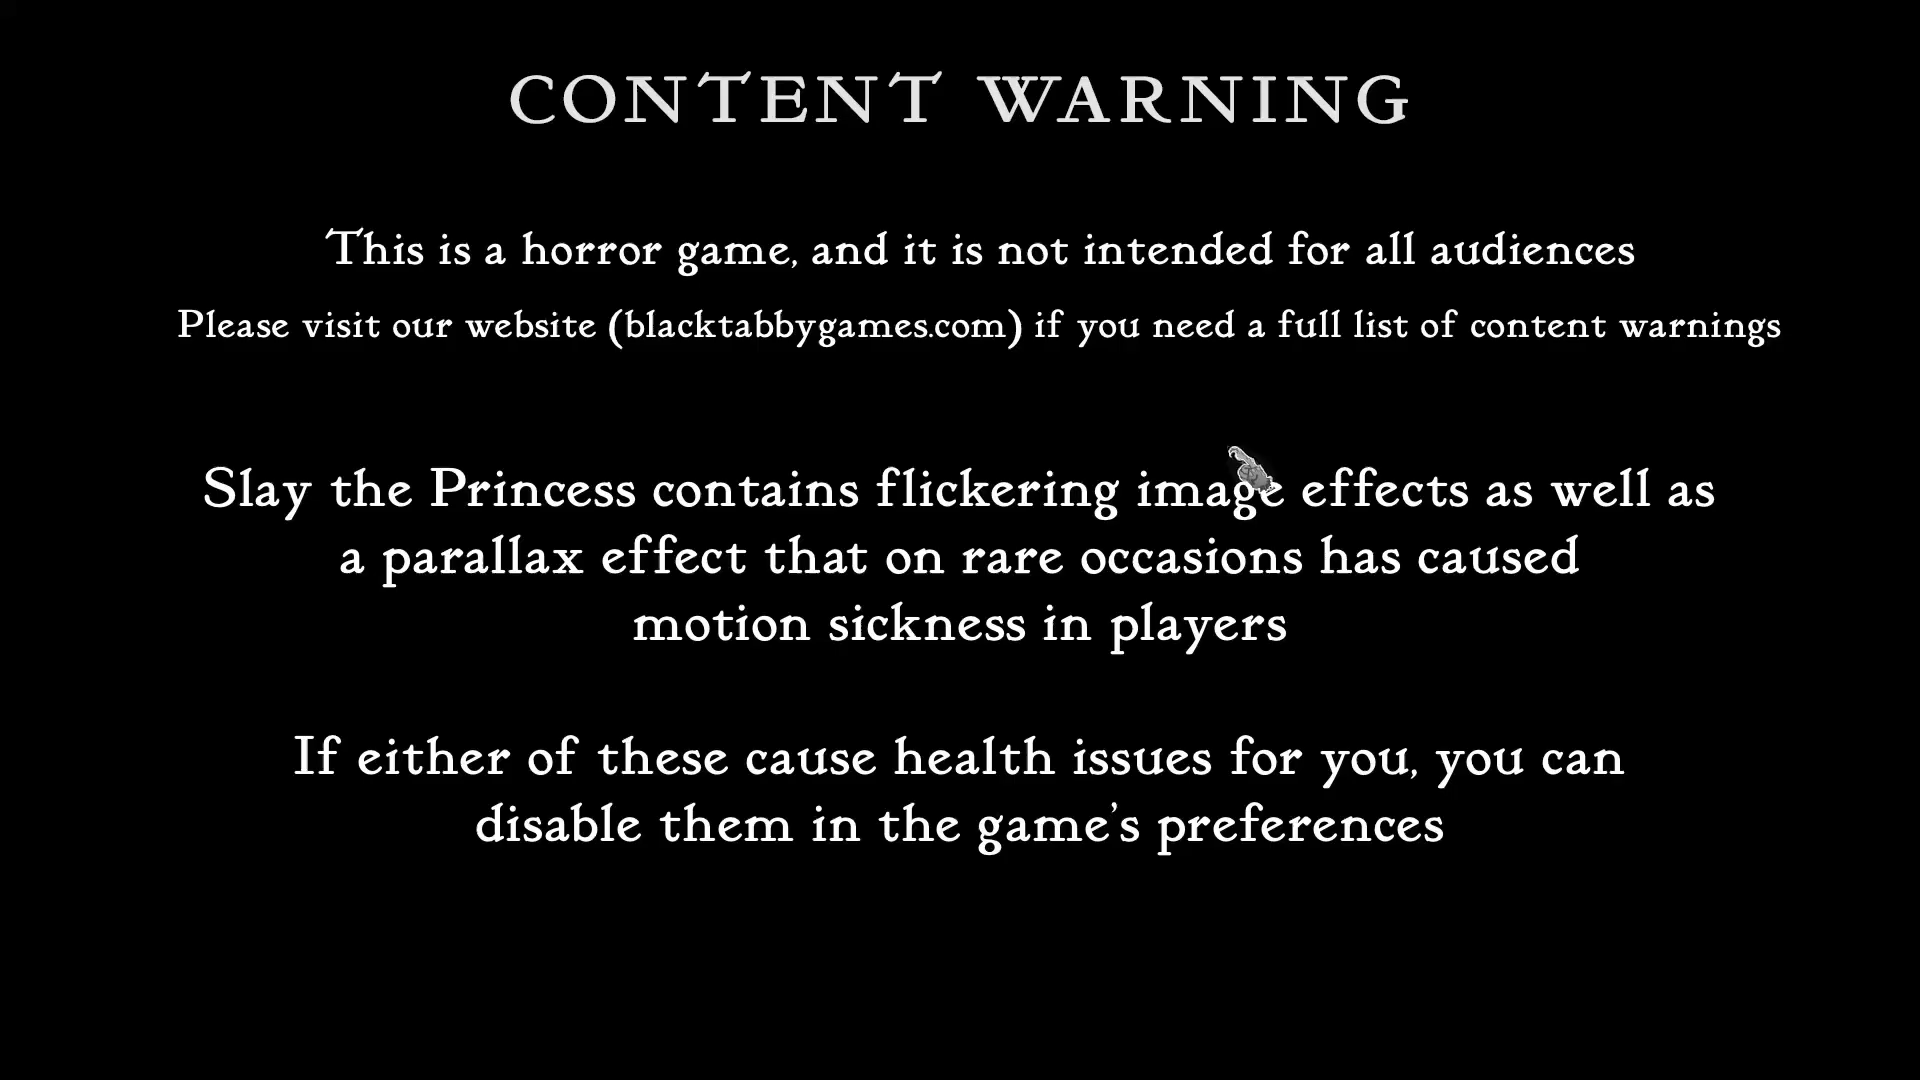 CONTENT WARNING
This is a horror game, and it is not intended for all audiences
Please visit our website (blacktabbygames.com) if you need a full list of content warnings
Slay the Princess contains flickering image effects as well as
a parallax effect that on rare occasions has caused
motion sickness in players
If either of these cause health issues for you, you can
disable them in the game's preferences